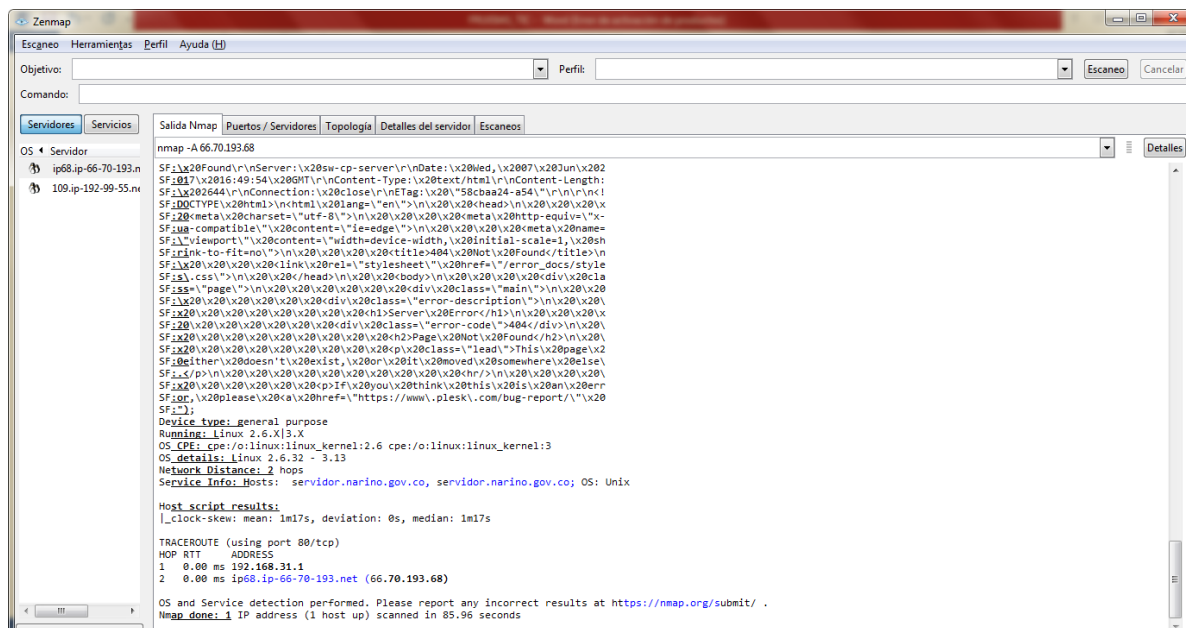 Zenmap
Escaneo Herramientas Perfil Ayuda (H)
Objetivo: Perfil: Escaneo Cancelar
Comando:
Servidores Servicios Salida Nmap Puertos / Servidores Topología Detalles del servidor Escaneos
OS Servidor nmap -A 66.70.193.68 Detalles
ip68.ip-66-70-193.n
109.ip-192-99-55.ne
SF:\x20Found\r\nServer:\x20sw-cp-server\r\nDate:\x20Wed,\x2007\x20Jun\x202
SF:017\x2016:49:54\x20GMT\r\nContent-Type:\x20text/html\r\nContent-Length:
SF:\x202644\r\nConnection:\x20close\r\nETag:\x20\"58cbaa24-a54\"\r\n\r\n<!
SF:DOCTYPE\x20html>\n<html\x20lang=\"en\">\n\x20\x20<head>\n\x20\x20\x20\x
SF:20<meta\x20charset=\"utf-8\">\n\x20\x20\x20\x20<meta\x20http-equiv=\"x-
SF:ua-compatible\"\x20content=\"ie=edge\">\n\x20\x20\x20\x20<meta\x20name=
SF:\"viewport\"\x20content=\"width=device-width,\x20initial-scale=1,\x20sh
SF:rink-to-fit=no\">\n\x20\x20\x20\x20<title>404\x20Not\x20Found</title>\n
SF:\x20\x20\x20\x20<link\x20rel=\"stylesheet\"\x20href=\"/error_docs/style
SF:s\.css\">\n\x20\x20</head>\n\x20\x20<body>\n\x20\x20\x20\x20<div\x20cla
SF:ss=\"page\">\n\x20\x20\x20\x20\x20\x20<div\x20class=\"main\">\n\x20\x20
SF:\x20\x20\x20\x20\x20\x20<div\x20class=\"error-description\">\n\x20\x20\
SF:x20\x20\x20\x20\x20\x20\x20\x20<h1>Server\x20Error</h1>\n\x20\x20\x20\x
SF:20\x20\x20\x20\x20\x20\x20<div\x20class=\"error-code\">404</div>\n\x20\
SF:x20\x20\x20\x20\x20\x20\x20\x20\x20<h2>Page\x20Not\x20Found</h2>\n\x20\
SF:x20\x20\x20\x20\x20\x20\x20\x20\x20<p\x20class=\"lead\">This\x20page\x2
SF:0either\x20doesn't\x20exist,\x20or\x20it\x20moved\x20somewhere\x20else\
SF:.</p>\n\x20\x20\x20\x20\x20\x20\x20\x20\x20\x20<hr/>\n\x20\x20\x20\x20\
SF:x20\x20\x20\x20\x20\x20<p>If\x20you\x20think\x20this\x20is\x20an\x20err
SF:or,\x20please\x20<a\x20href=\"https://www\.plesk\.com/bug-report/\"\x20
SF:");
Device type: general purpose
Running: Linux 2.6.X|3.X
OS CPE: cpe:/o:linux:linux_kernel:2.6 cpe:/o:linux:linux_kernel:3
OS details: Linux 2.6.32 - 3.13
Network Distance: 2 hops
Service Info: Hosts:  servidor.narino.gov.co, servidor.narino.gov.co; OS: Unix
Host script results:
|_clock-skew: mean: 1m17s, deviation: 0s, median: 1m17s
TRACEROUTE (using port 80/tcp)
HOP RTT     ADDRESS
1   0.00 ms 192.168.31.1
2   0.00 ms ip68.ip-66-70-193.net (66.70.193.68)
OS and Service detection performed. Please report any incorrect results at https://nmap.org/submit/ .
Nmap done: 1 IP address (1 host up) scanned in 85.96 seconds